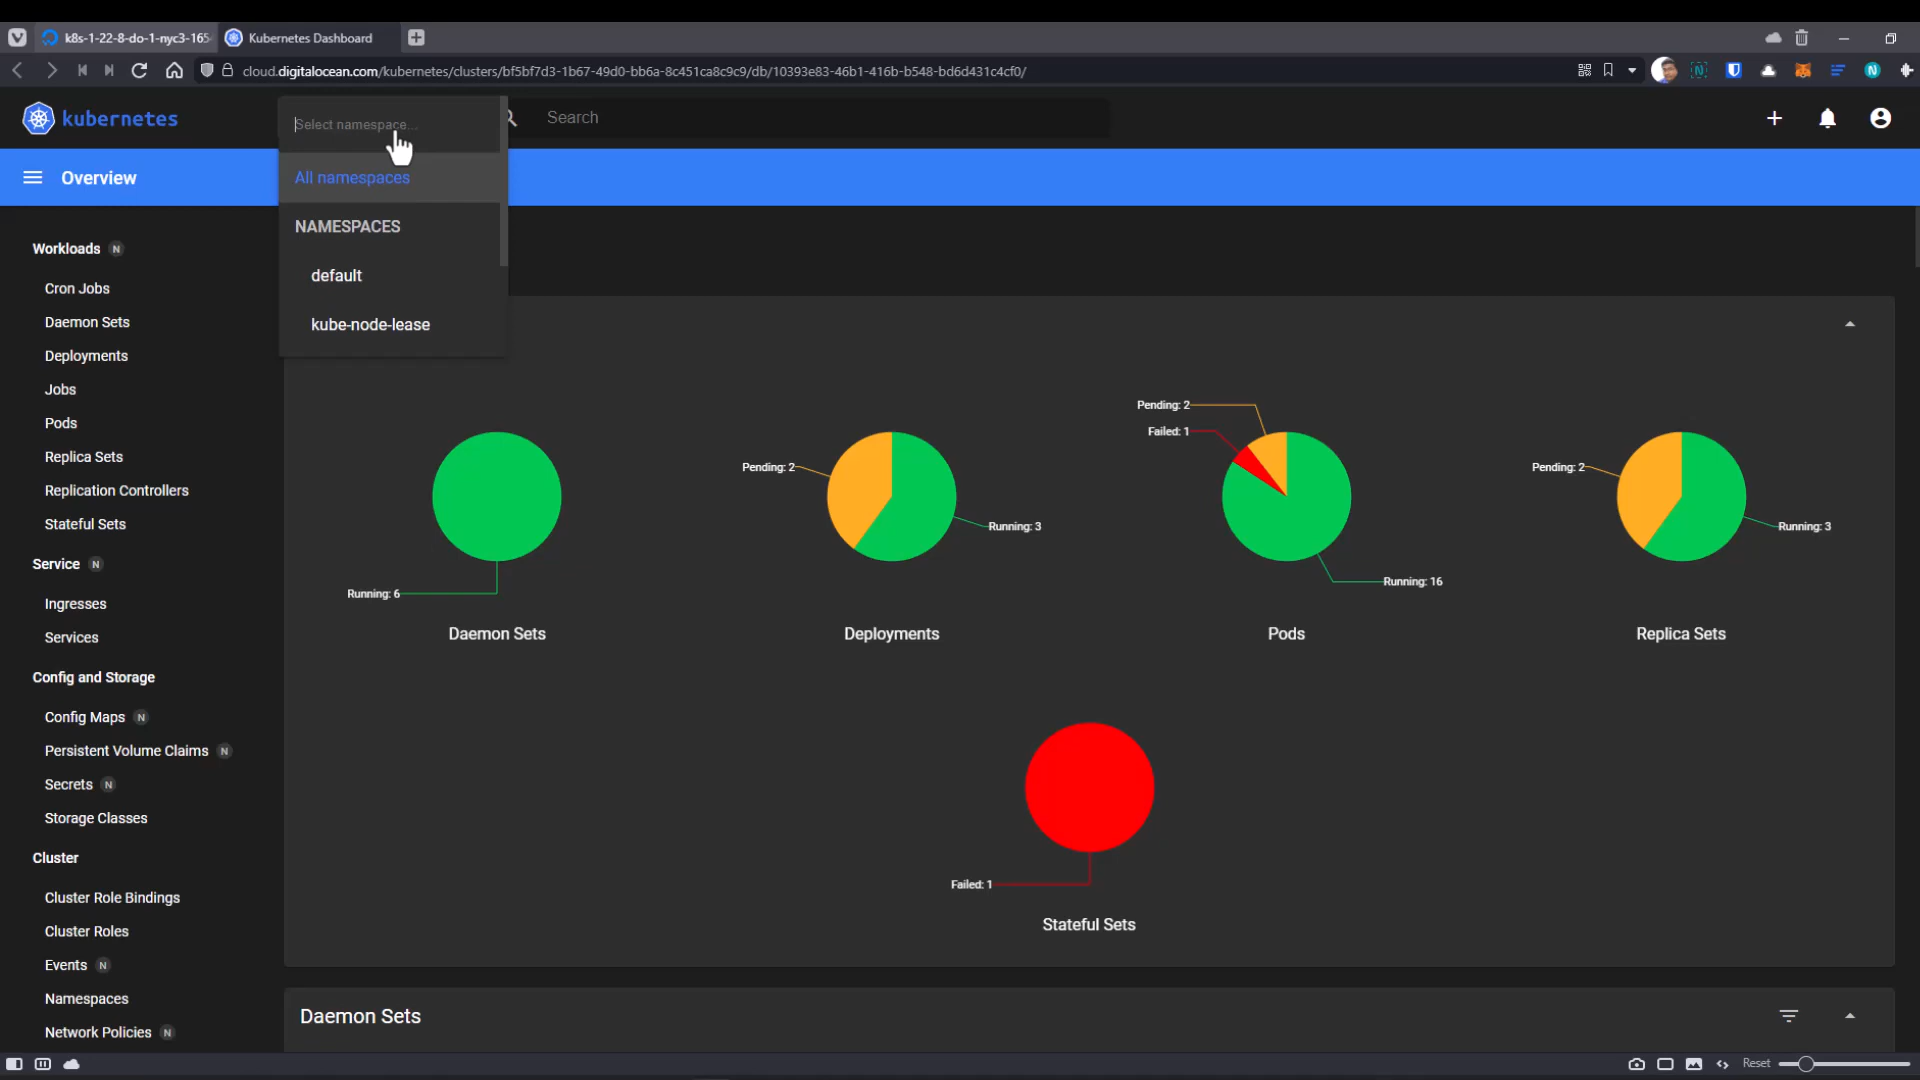 k8s-1-22-8-do-1-nyc3-165
Kubernetes Dashboard
cloud.digitalocean.com/kubernetes/clusters/bf5bf7d3-1b67-49d0-bb6a-8c451ca8c9c9/db/10393e83-46b1-416b-b548-bd6d431c4cf0/
kubernetes
Select namespace...
Search
Overview
All namespaces
NAMESPACES
default
kube-node-lease
Workloads N
Cron Jobs
Daemon Sets
Deployments
Jobs
Pods
Replica Sets
Replication Controllers
Stateful Sets
Service N
Ingresses
Services
Config and Storage
Config Maps N
Persistent Volume Claims N
Secrets N
Storage Classes
Cluster
Cluster Role Bindings
Cluster Roles
Events N
Namespaces
Network Policies N
Running: 6
Daemon Sets
Pending: 2
Running: 3
Deployments
Pending: 2
Failed: 1
Running: 16
Pods
Pending: 2
Running: 3
Replica Sets
Failed: 1
Stateful Sets
Daemon Sets
Reset